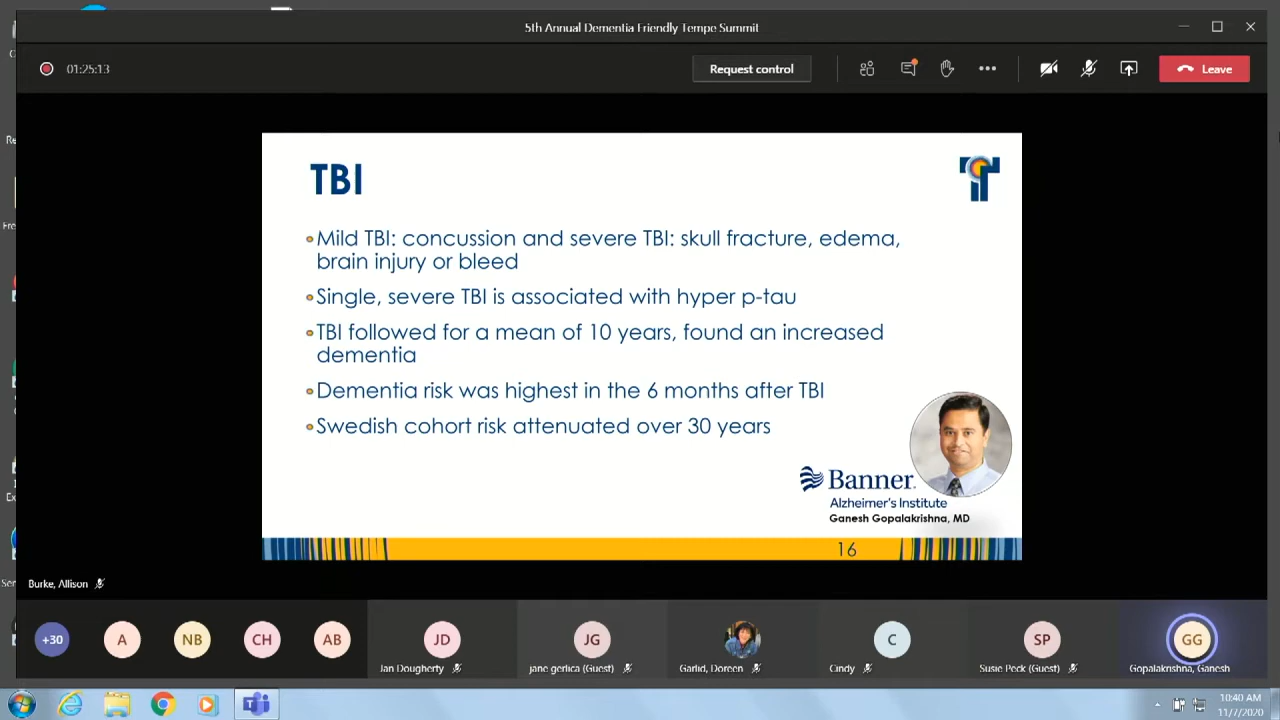 5th Annual Dementia Friendly Tempe Summit
01:25:13
Request control
Leave
TBI
Mild TBI: concussion and severe TBI: skull fracture, edema,
brain injury or bleed
Single, severe TBI is associated with hyper p-tau
TBI followed for a mean of 10 years, found an increased
dementia
Dementia risk was highest in the 6 months after TBI
Swedish cohort risk attenuated over 30 years
Banner
Alzheimer's Institute
Ganesh Gopalakrishna, MD
16
Burke, Allison
+30
A
NB
CH
AB
JD
JG
C
SP
GG
Jan Dougherty
jane gerlica (Guest)
Garlid, Doreen
Cindy
Susie Peck (Guest)
Gopalakrishna, Ganesh
10:40 AM
11/7/2020